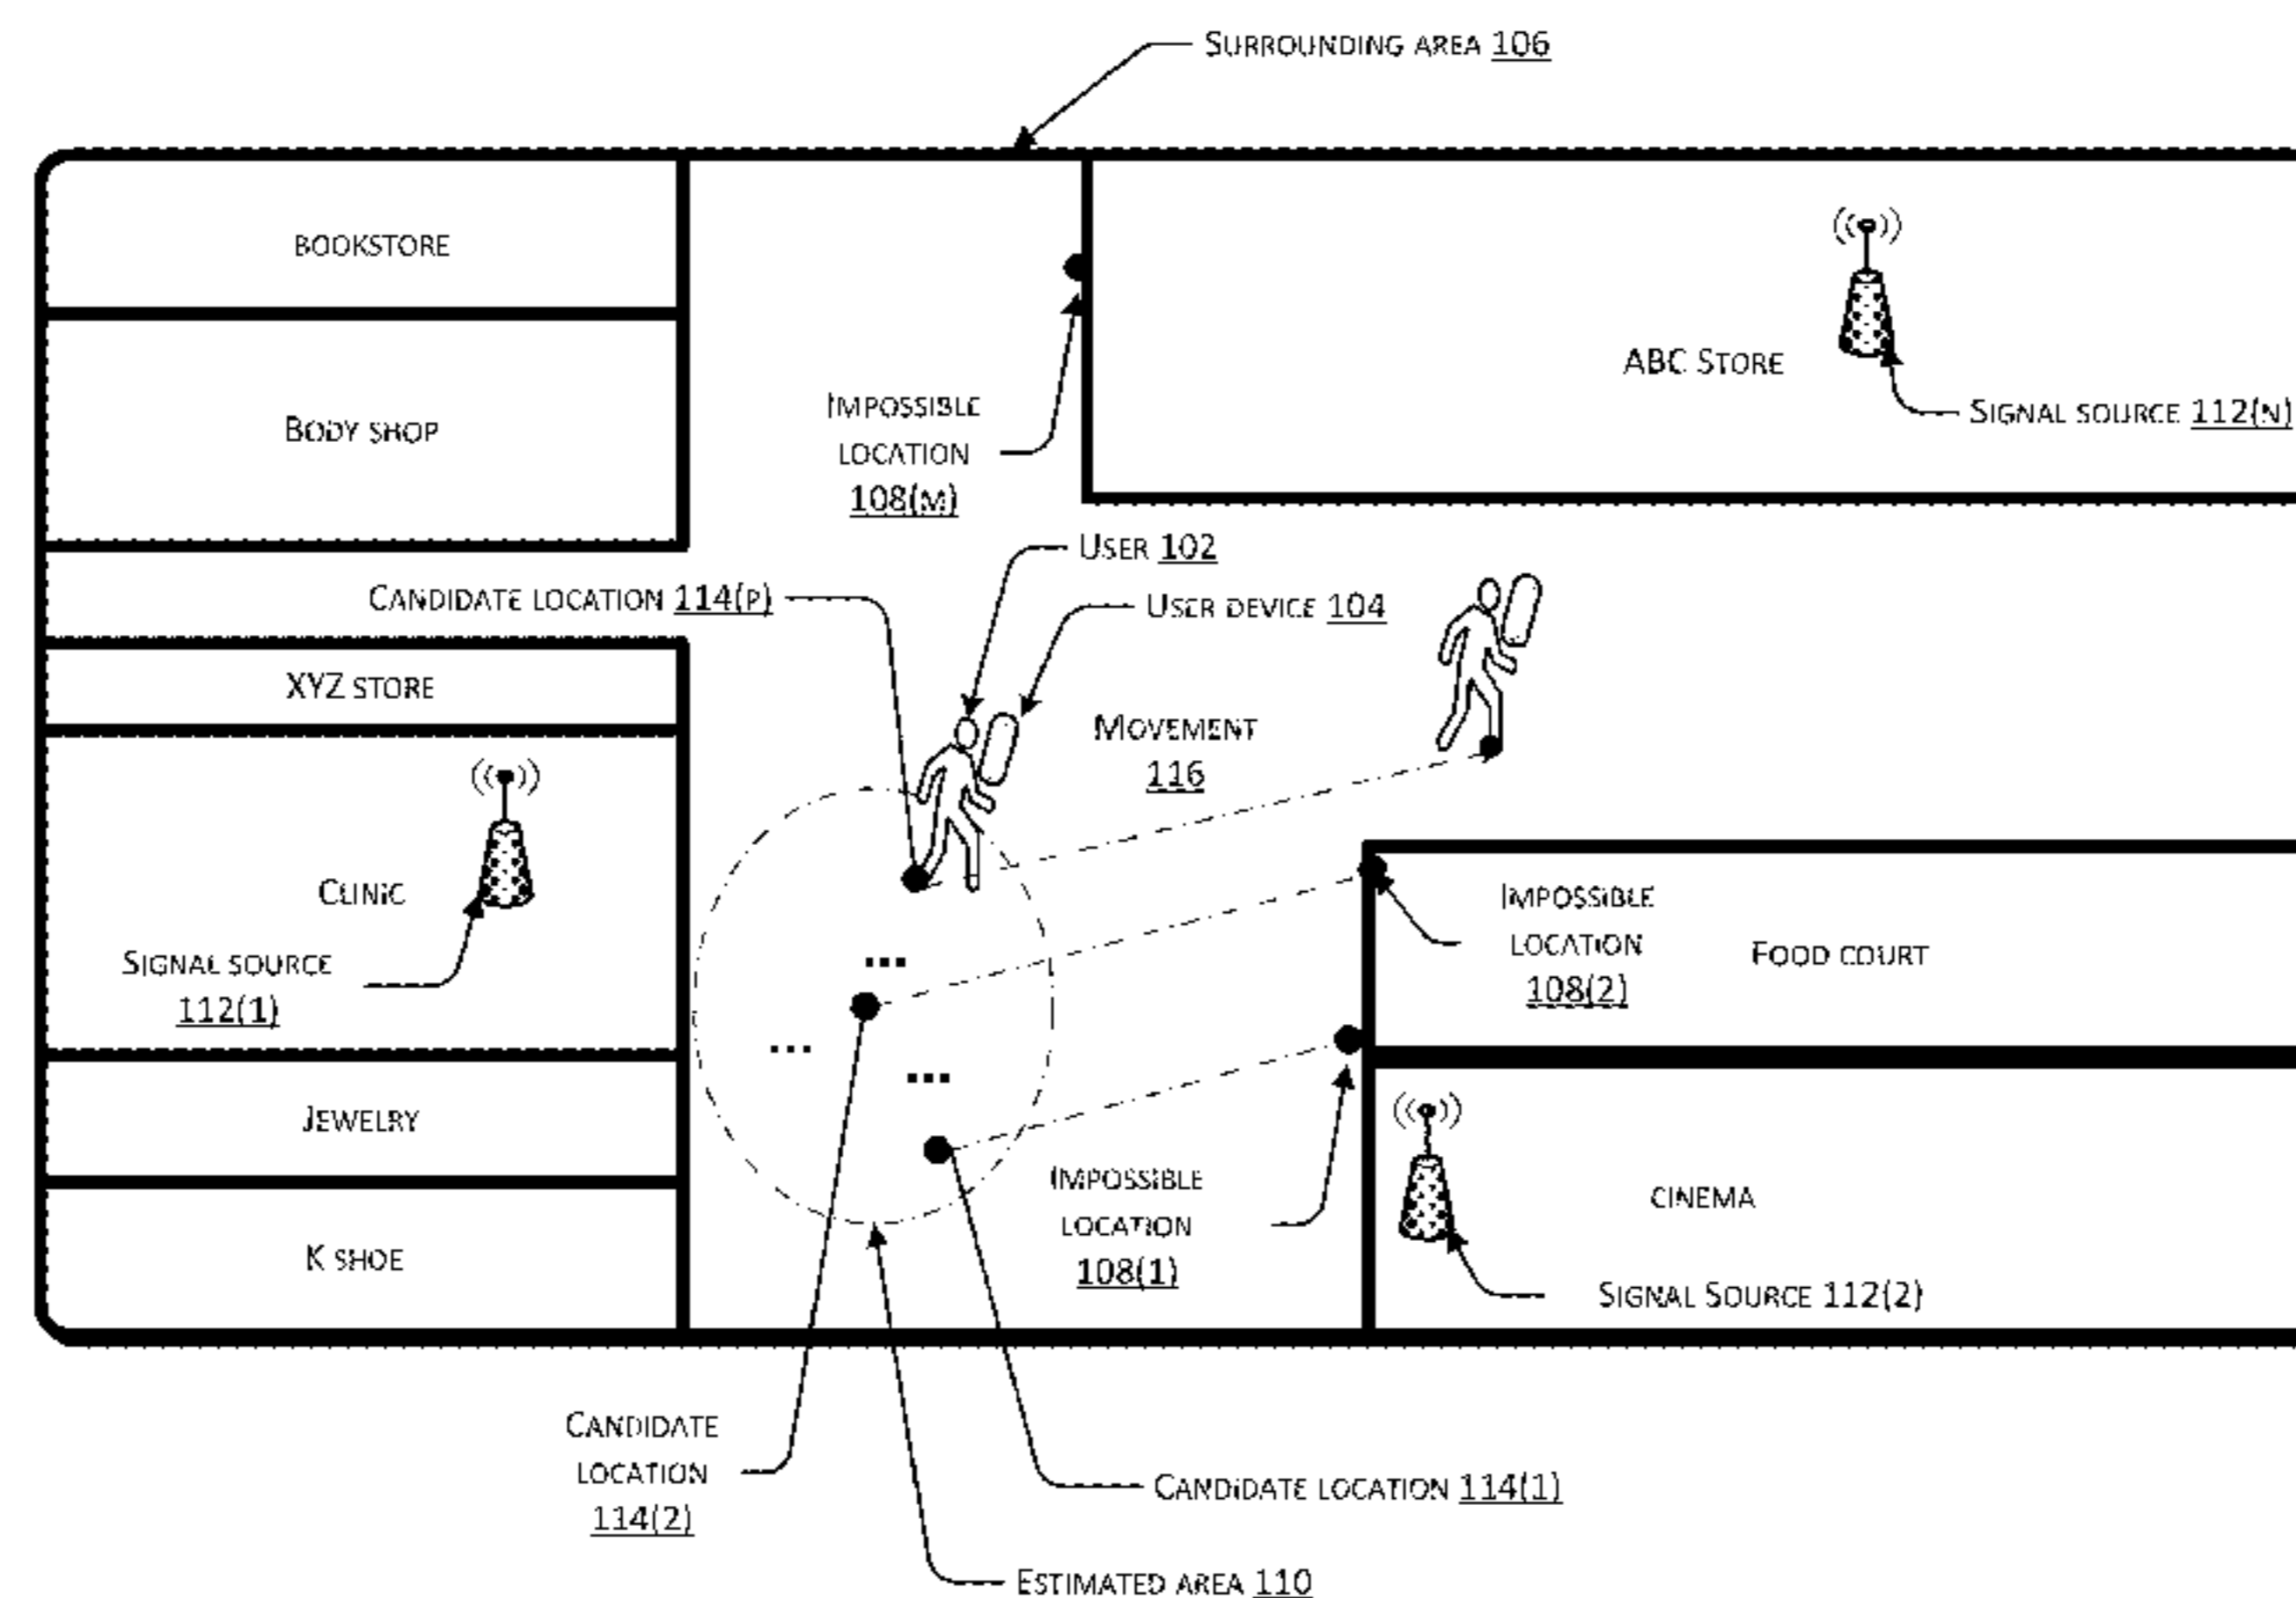 SURROUNDING AREA 106
BOOKSTORE
ABC STORE
SIGNAL SOURCE 112(N)
BODY SHOP
IMPOSSIBLE
LOCATION
108(M)
USER 102
CANDIDATE LOCATION 114(P)
USER DEVICE 104
XYZ STORE
MOVEMENT
116
CLINIC
SIGNAL SOURCE
112(1)
IMPOSSIBLE
LOCATION
108(2)
FOOD COURT
...
...
...
JEWELRY
IMPOSSIBLE
LOCATION
108(1)
CINEMA
K SHOE
SIGNAL SOURCE 112(2)
CANDIDATE
LOCATION
114(2)
CANDIDATE LOCATION 114(1)
ESTIMATED AREA 110